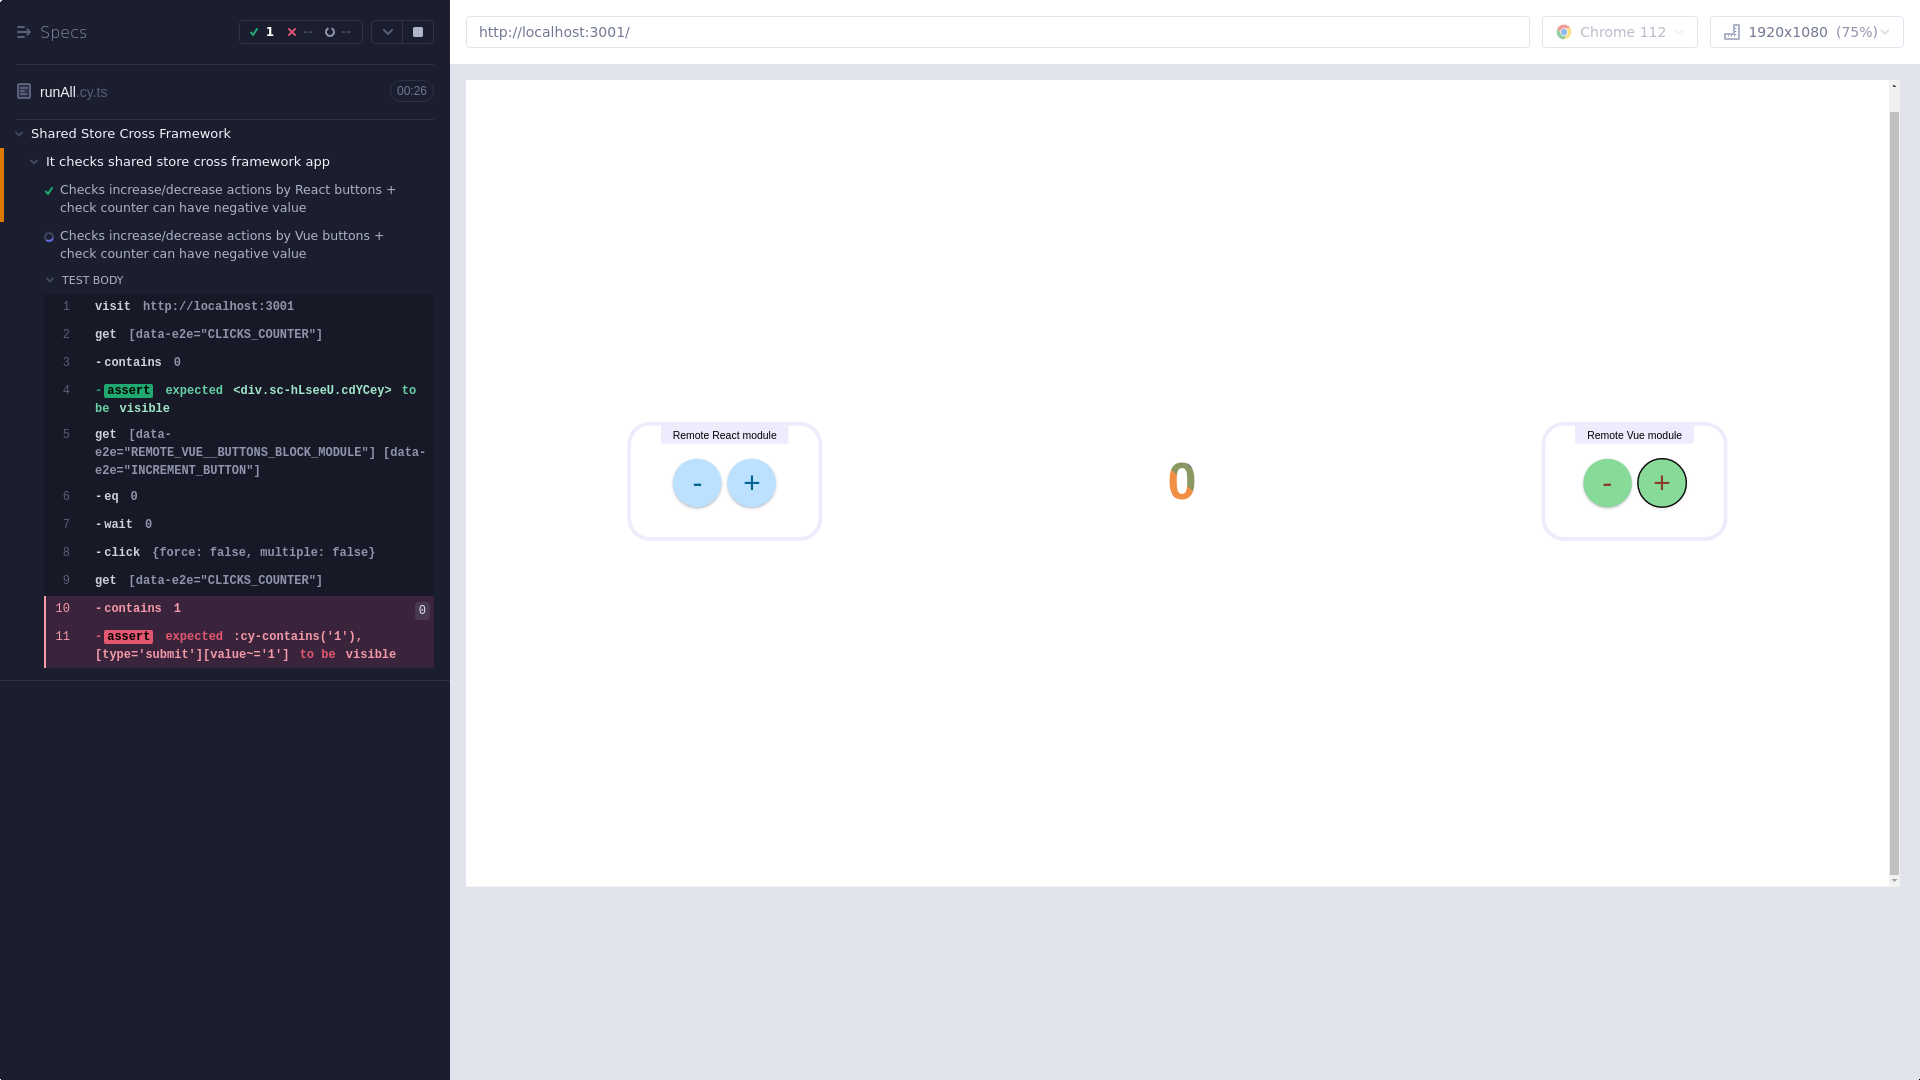 Specs
1 -- --
runAll.cy.ts 00:26
Shared Store Cross Framework
It checks shared store cross framework app
Checks increase/decrease actions by React buttons +
check counter can have negative value
Checks increase/decrease actions by Vue buttons +
check counter can have negative value
TEST BODY
1 visit http://localhost:3001
2 get [data-e2e="CLICKS_COUNTER"]
3 -contains 0
4 -assert expected <div.sc-hLseeU.cdYCey> to
be visible
5 get [data-
e2e="REMOTE_VUE__BUTTONS_BLOCK_MODULE"] [data-
e2e="INCREMENT_BUTTON"]
6 -eq 0
7 -wait 0
8 -click {force: false, multiple: false}
9 get [data-e2e="CLICKS_COUNTER"]
10 -contains 1 0
11 -assert expected :cy-contains('1'),
[type='submit'][value~='1'] to be visible
http://localhost:3001/
Chrome 112
1920x1080 (75%)
Remote React module
- +
0
Remote Vue module
- +